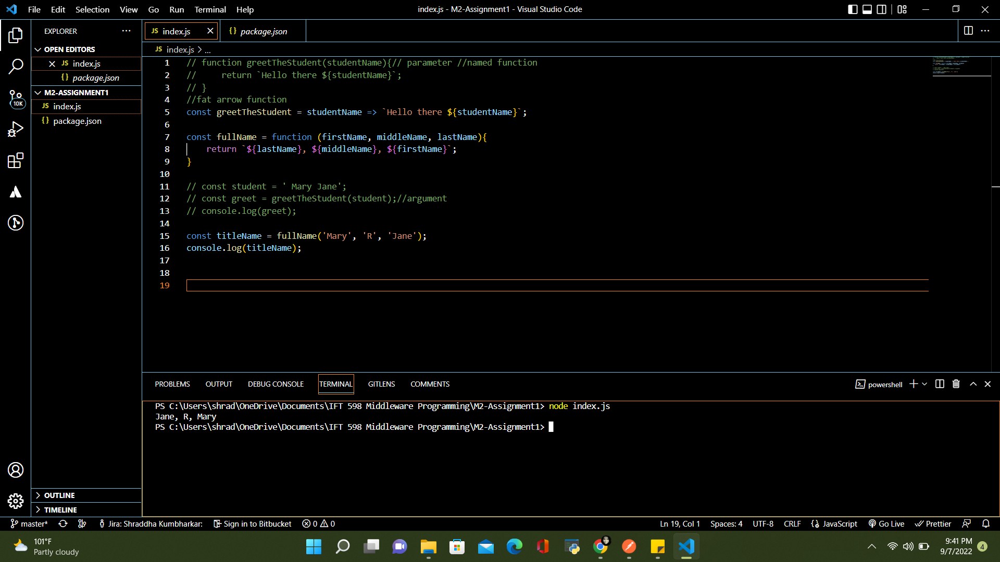 File Edit Selection View Go Run Terminal Help
index.js - M2-Assignment1 - Visual Studio Code
EXPLORER
OPEN EDITORS
JS index.js
{} package.json
M2-ASSIGNMENT1
JS index.js
{} package.json
10K
OUTLINE
TIMELINE
JS index.js {} package.json
JS index.js > ...
1 // function greetTheStudent(studentName){// parameter //named function
2 //     return `Hello there ${studentName}`;
3 // }
4 //fat arrow function
5 const greetTheStudent = studentName => `Hello there ${studentName}`;
6
7 const fullName = function (firstName, middleName, lastName){
8     return `${lastName}, ${middleName}, ${firstName}`;
9 }
10
11 // const student = ' Mary Jane';
12 // const greet = greetTheStudent(student);//argument
13 // console.log(greet);
14
15 const titleName = fullName('Mary', 'R', 'Jane');
16 console.log(titleName);
17
18
19
PROBLEMS OUTPUT DEBUG CONSOLE TERMINAL GITLENS COMMENTS
powershell
PS C:\Users\shrad\OneDrive\Documents\IFT 598 Middleware Programming\M2-Assignment1> node index.js
Jane, R, Mary
PS C:\Users\shrad\OneDrive\Documents\IFT 598 Middleware Programming\M2-Assignment1>
master* Jira: Shraddha Kumbharkar: Sign in to Bitbucket 0 0 Ln 19, Col 1 Spaces: 4 UTF-8 CRLF {} JavaScript Go Live Prettier
101°F
Partly cloudy
9:41 PM
9/7/2022
4